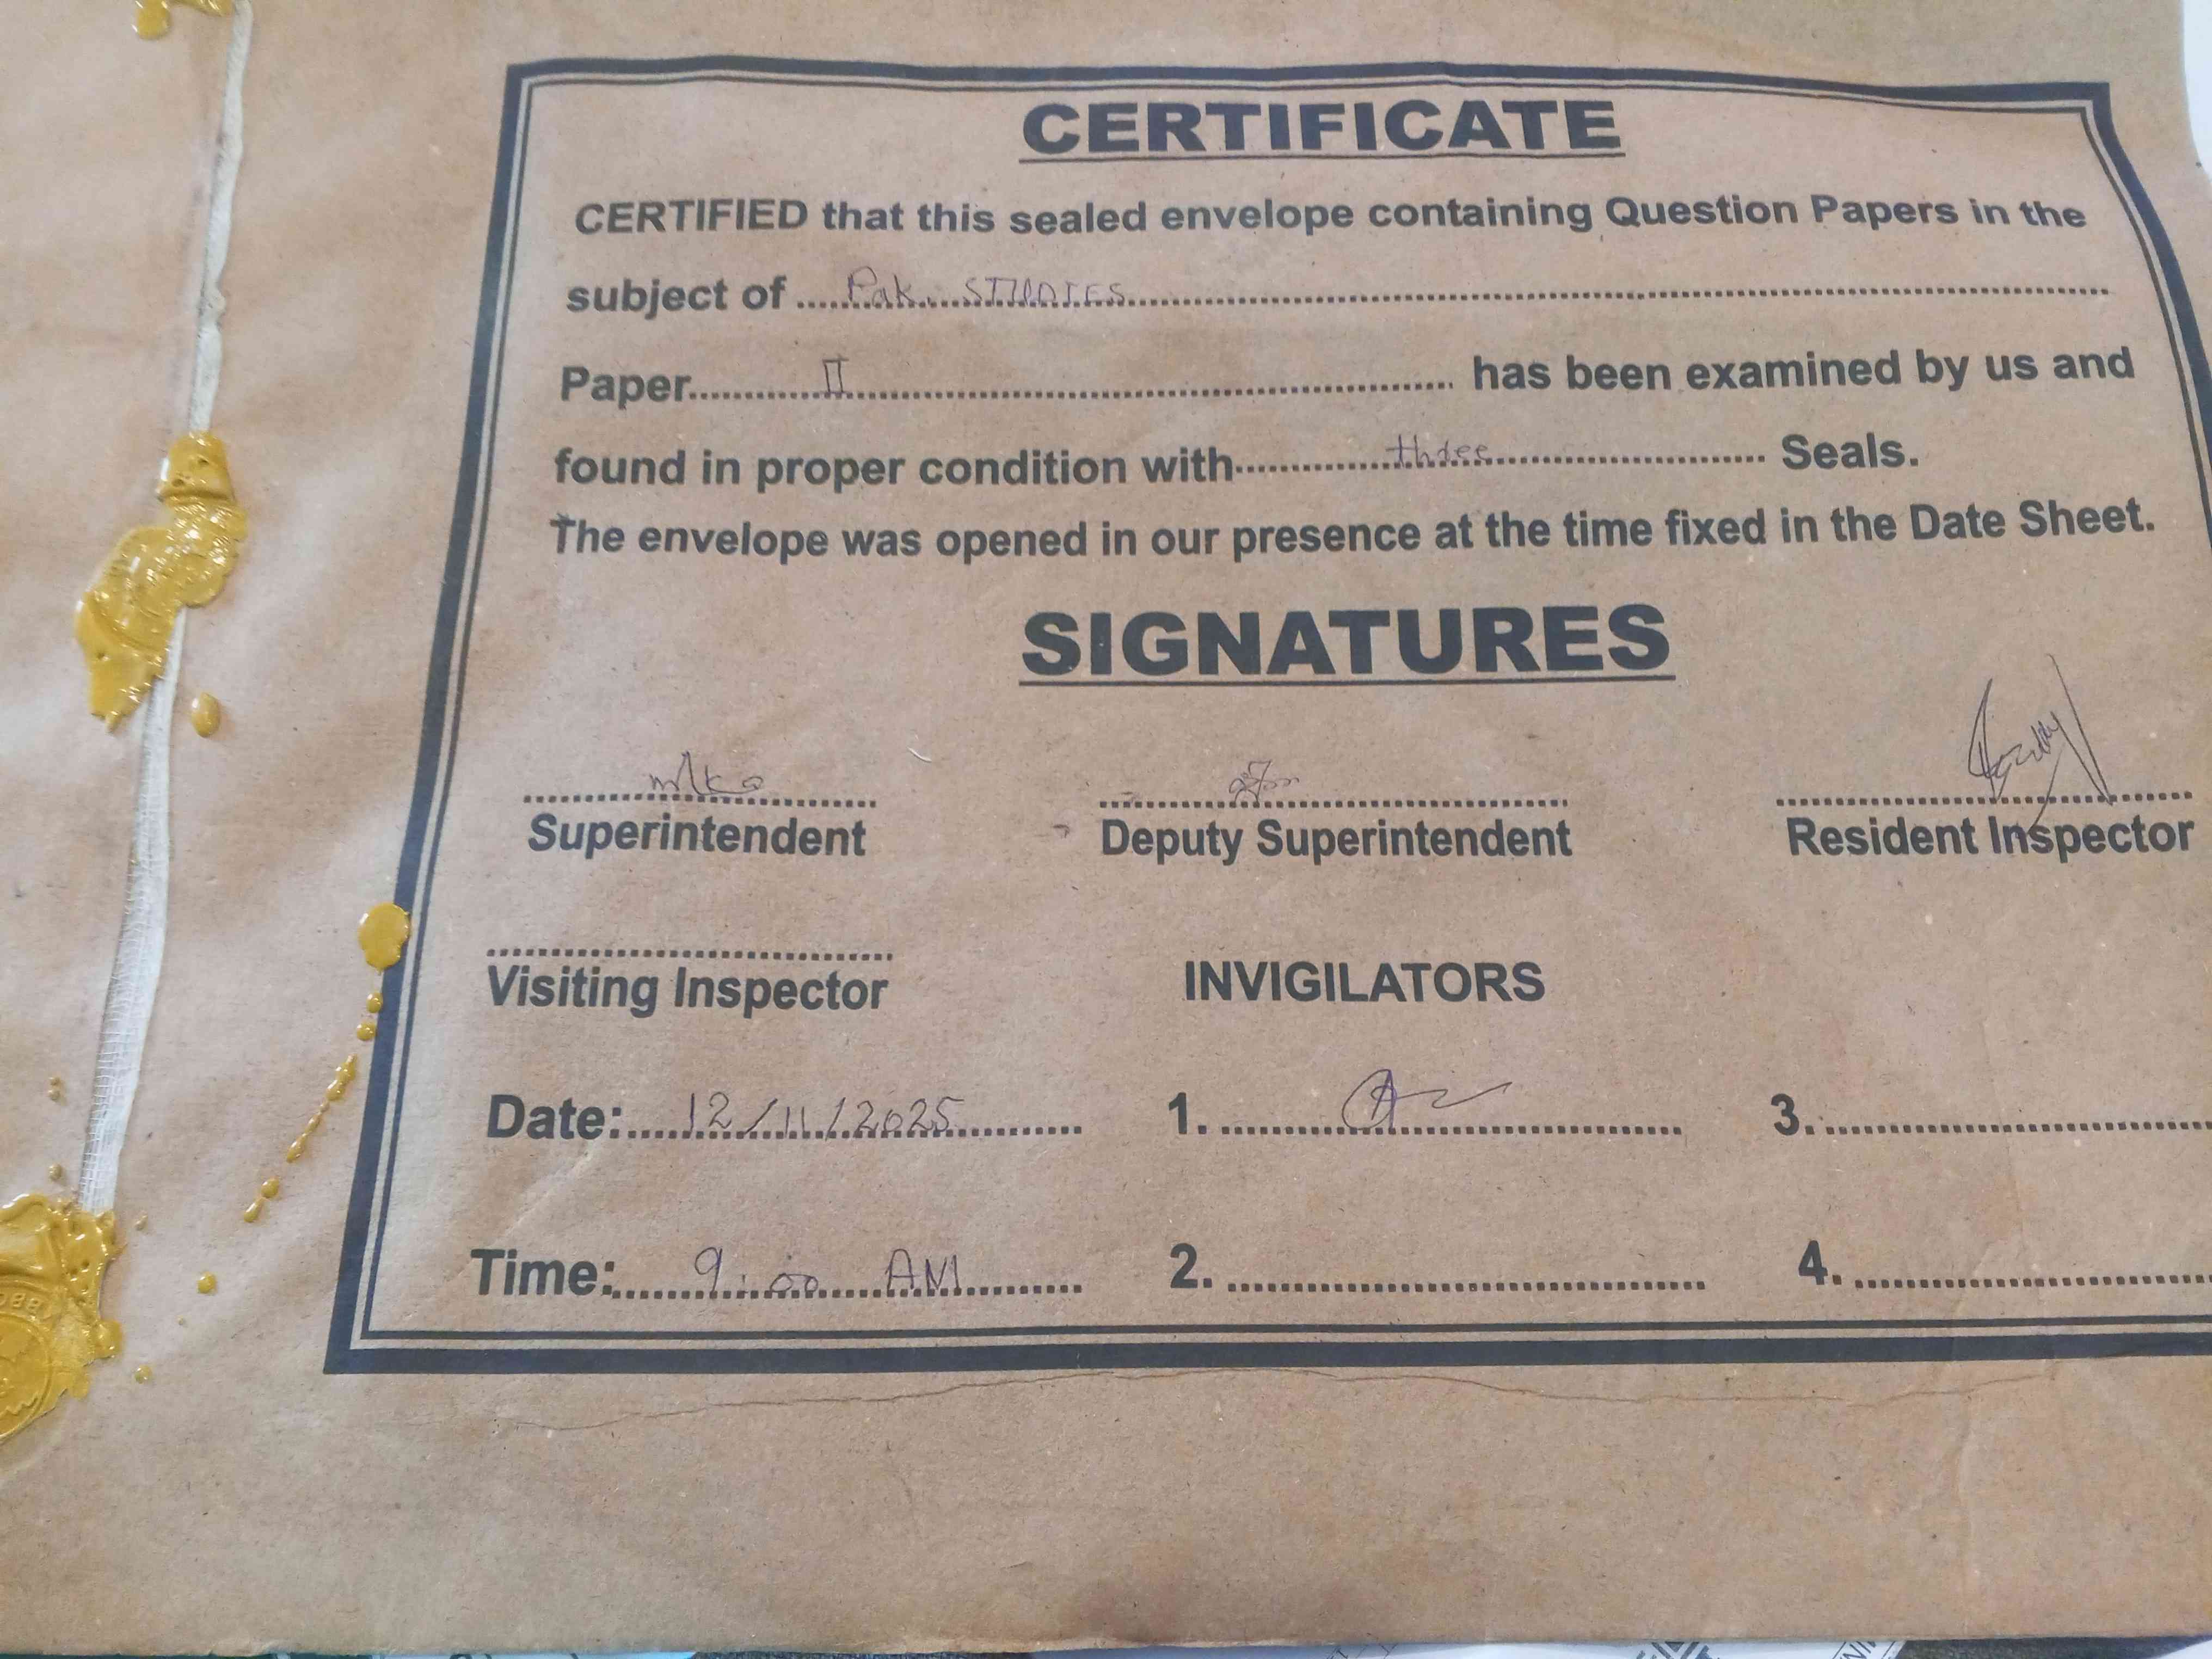 CERTIFICATE
CERTIFIED that this sealed envelope containing Question Papers in the
subject of ..... Pak. STUDIES ..........
Paper .......... II .......... has been examined by us and
found in proper condition with .......... three .......... Seals.
The envelope was opened in our presence at the time fixed in the Date Sheet.
SIGNATURES
Superintendent Deputy Superintendent Resident Inspector
Visiting Inspector INVIGILATORS
Date: 12/11/2025 1. .......... 3. ..........
Time: 9:00 AM 2. .......... 4. ..........